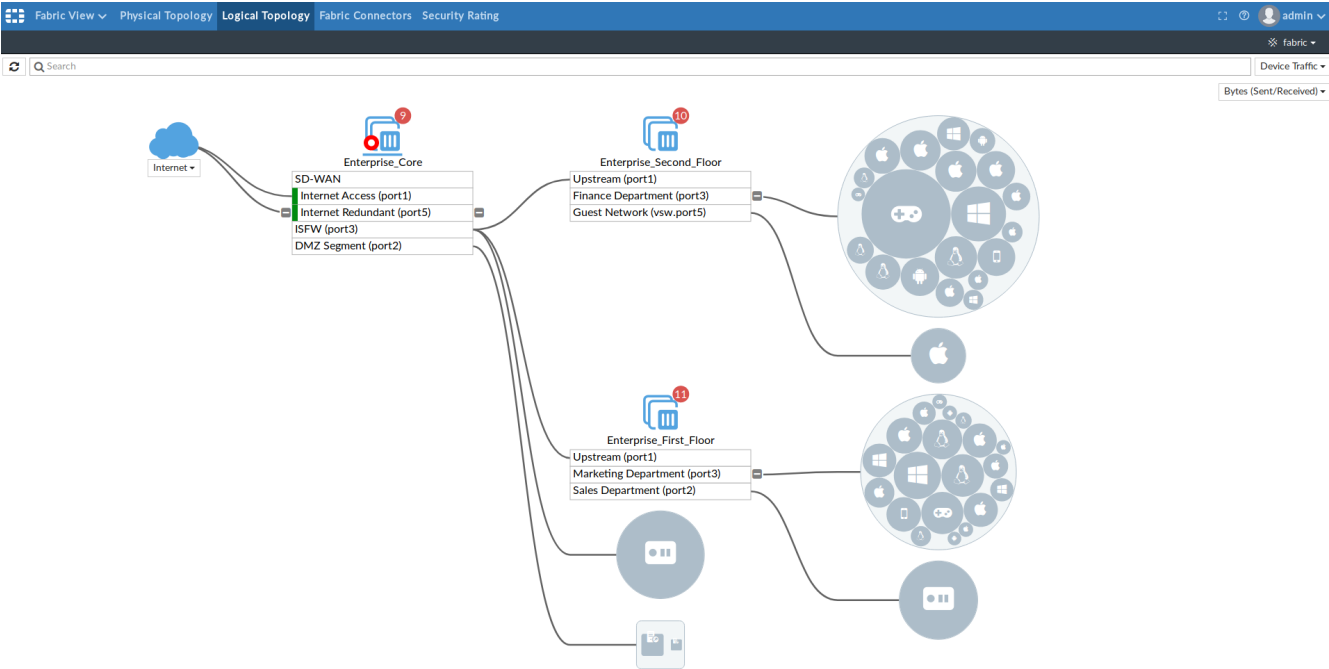 Fabric View Physical Topology Logical Topology Fabric Connectors Security Rating admin
fabric
Search Device Traffic
Bytes (Sent/Received)
Internet
9
Enterprise_Core
SD-WAN
Internet Access (port1)
Internet Redundant (port5)
ISFW (port3)
DMZ Segment (port2)
10
Enterprise_Second_Floor
Upstream (port1)
Finance Department (port3)
Guest Network (vsw.port5)
11
Enterprise_First_Floor
Upstream (port1)
Marketing Department (port3)
Sales Department (port2)